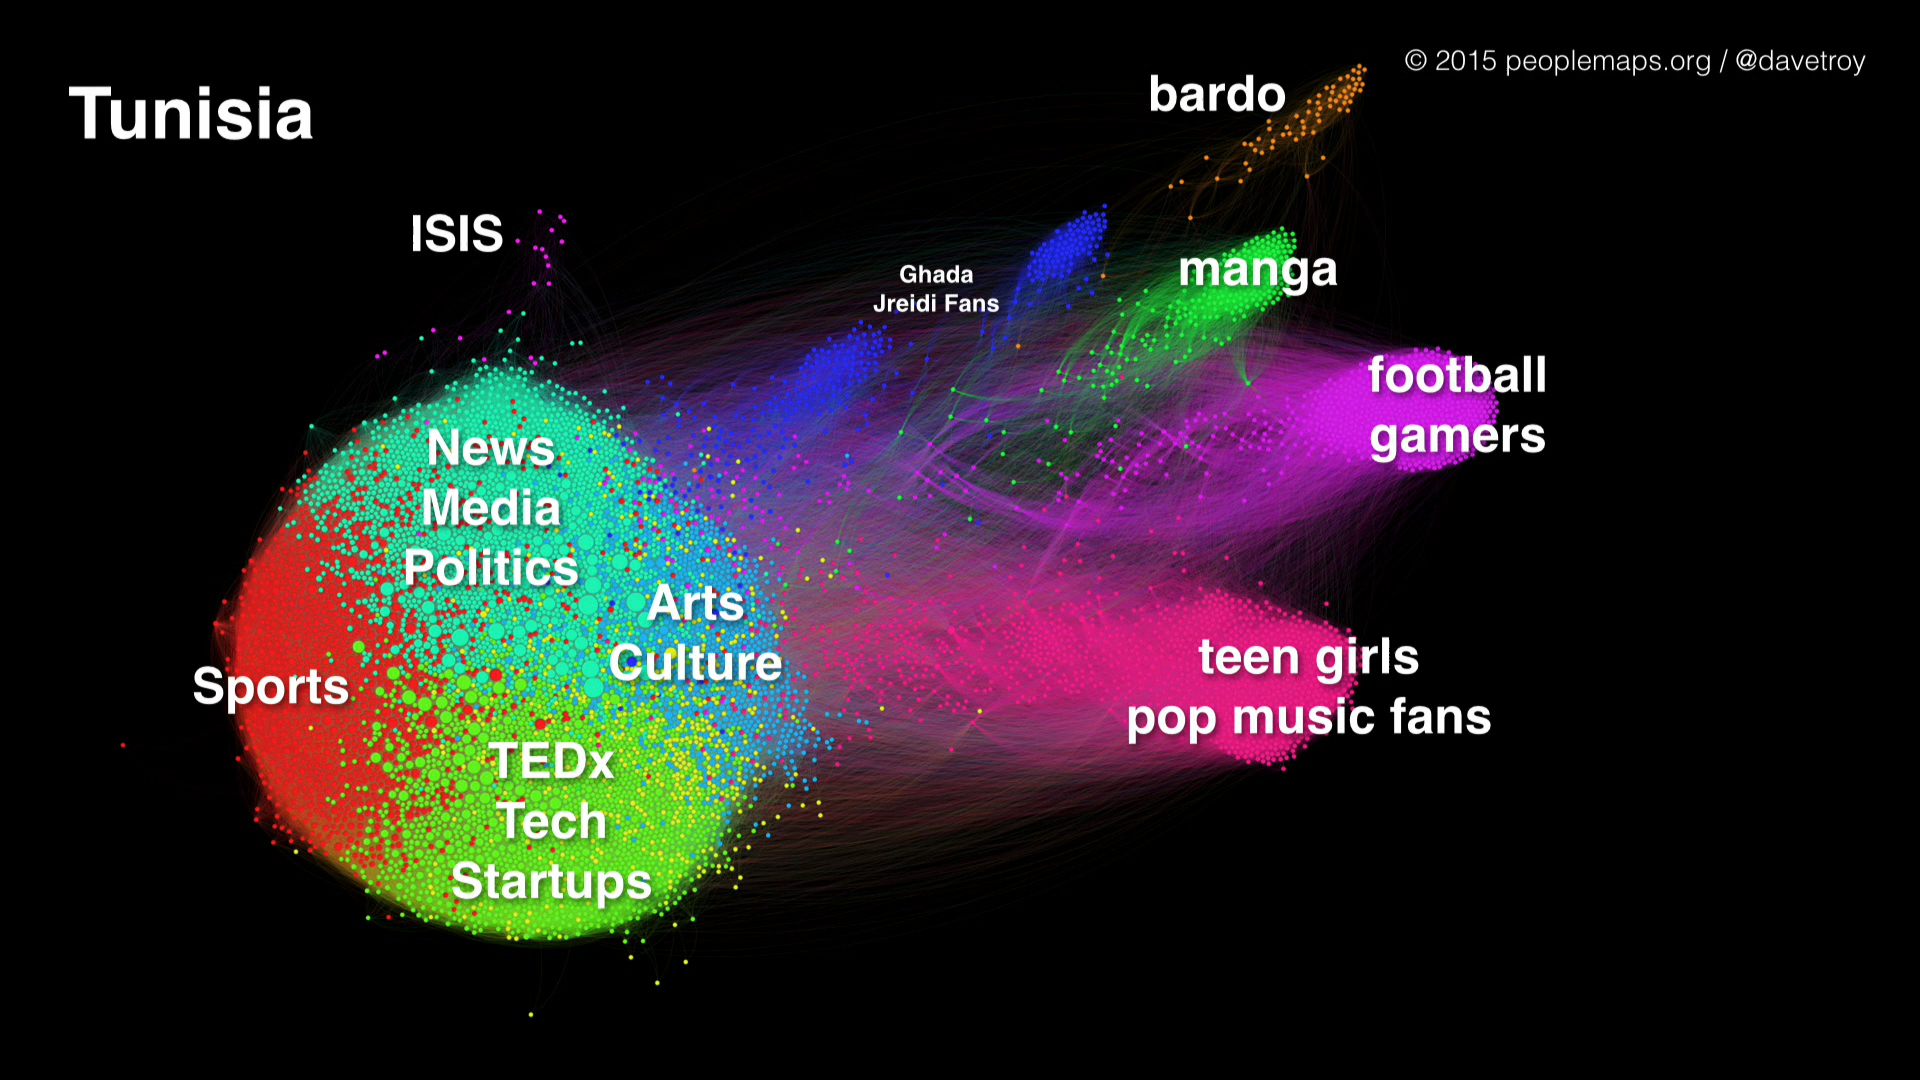 © 2015 peoplemaps.org / @davetroy
Tunisia
bardo
ISIS
Ghada
Jreidi Fans
manga
football
gamers
News
Media
Politics
Arts
Culture
Sports
teen girls
pop music fans
TEDx
Tech
Startups